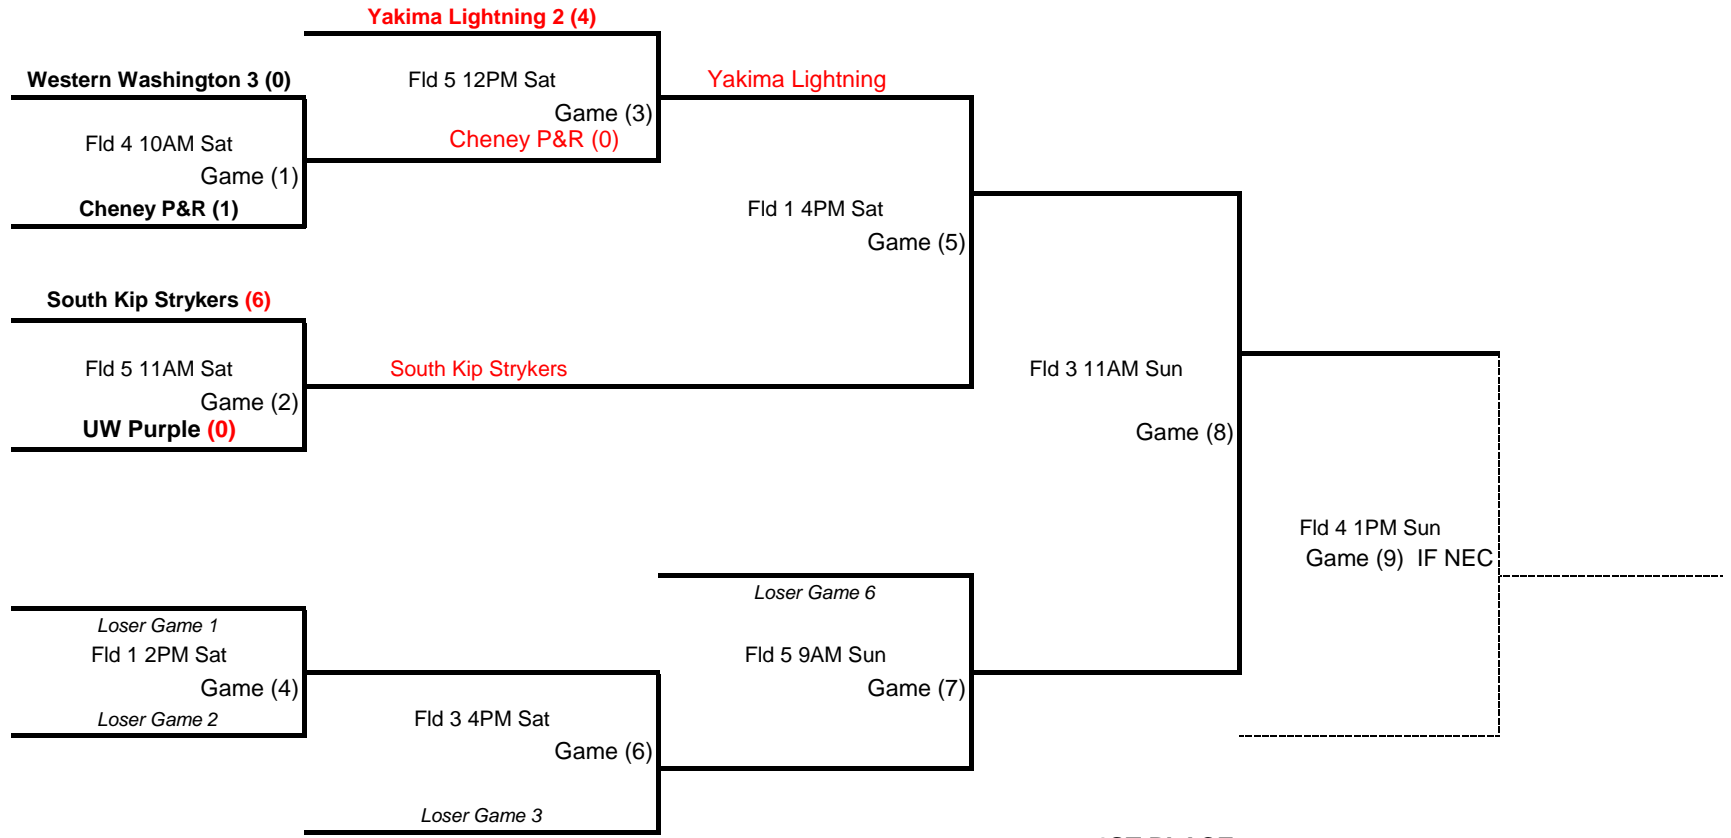 Yakima Lightning 2 (4)
Western Washington 3 (0)
Fld 5 12PM Sat
Yakima Lightning
Game (3)
Cheney P&R (0)
Fld 4 10AM Sat
Game (1)
Cheney P&R (1)
Fld 1 4PM Sat
Game (5)
South Kip Strykers (6)
Fld 5 11AM Sat
South Kip Strykers
Fld 3 11AM Sun
Game (2)
UW Purple (0)
Game (8)
Fld 4 1PM Sun
Game (9) IF NEC
Loser Game 6
Loser Game 1
Fld 1 2PM Sat
Fld 5 9AM Sun
Game (4)
Game (7)
Loser Game 2
Fld 3 4PM Sat
Game (6)
Loser Game 3